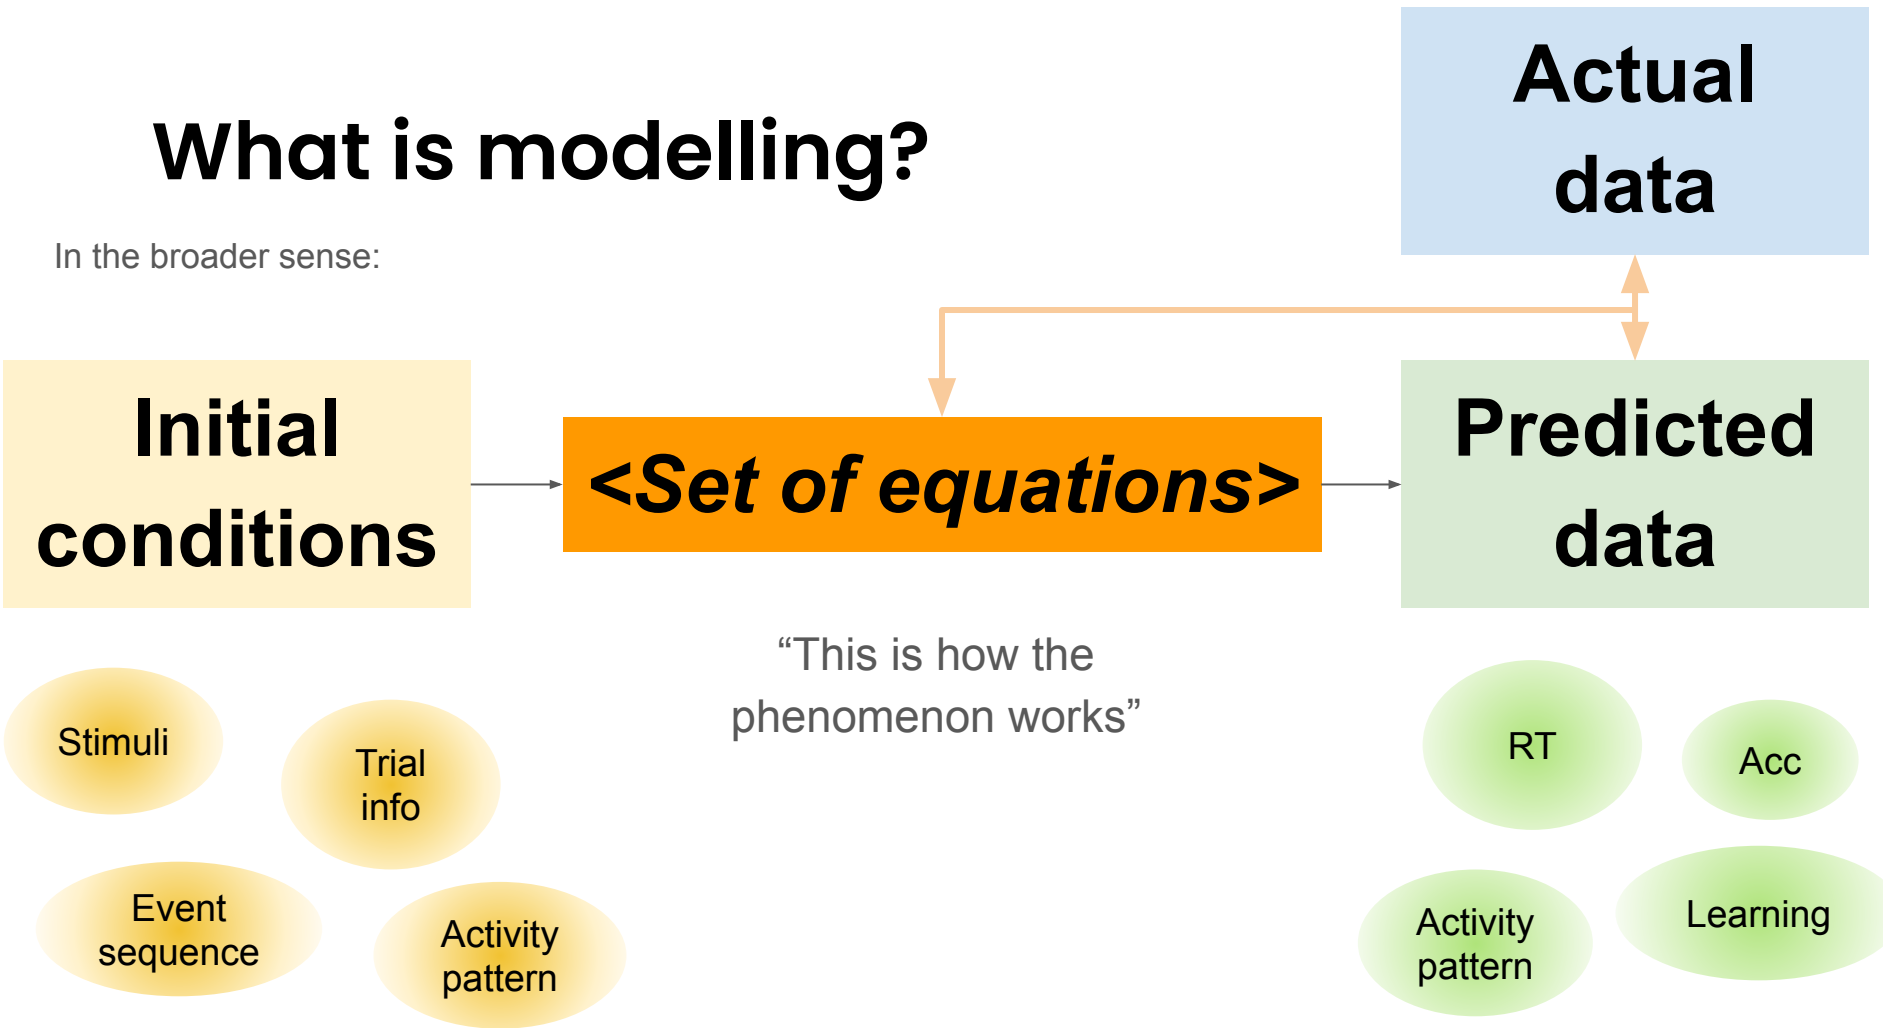 What is modelling?
In the broader sense:
Actual
data
Initial
conditions
<Set of equations>
Predicted
data
“This is how the
phenomenon works”
Stimuli
Trial
info
Event
sequence
Activity
pattern
RT
Acc
Activity
pattern
Learning